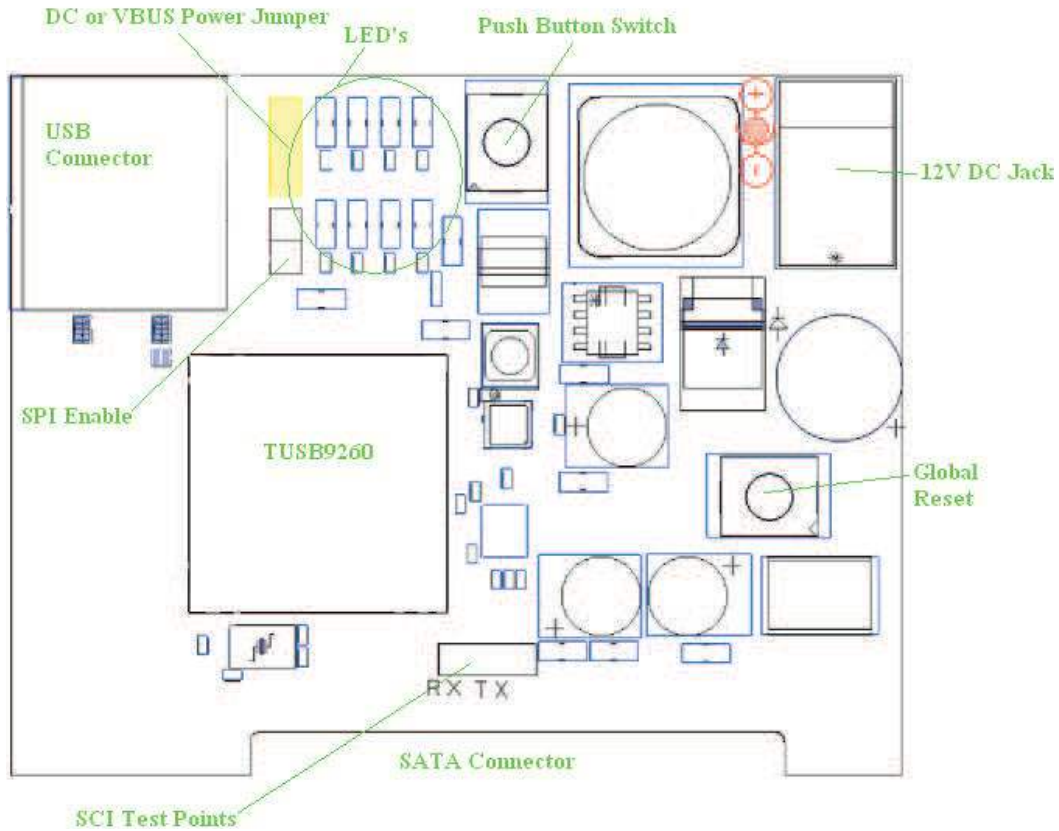 DC or VBUS Power Jumper
LED's
Push Button Switch
USB
Connector
12V DC Jack
SPI Enable
TUSB9260
Global
Reset
RX TX
SATA Connector
SCI Test Points